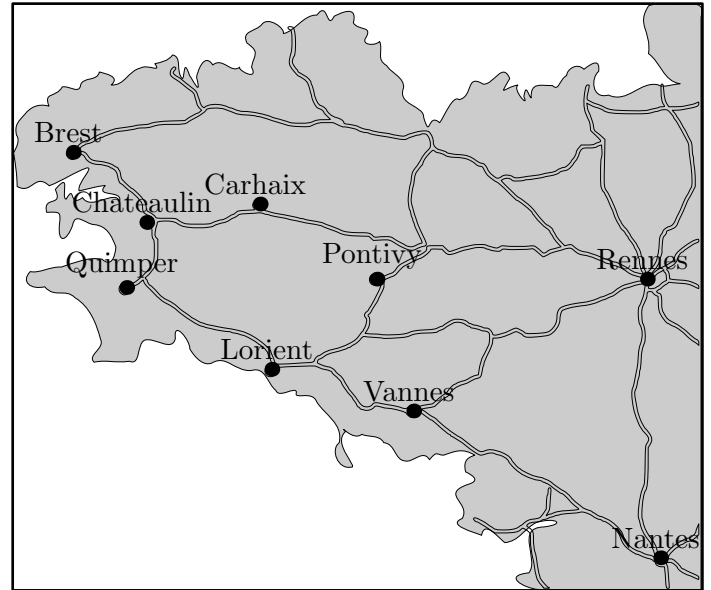 Brest
Carhaix
Chateaulin
Pontivy
Quimper
Rennes
Lorient
Vannes
Nantes